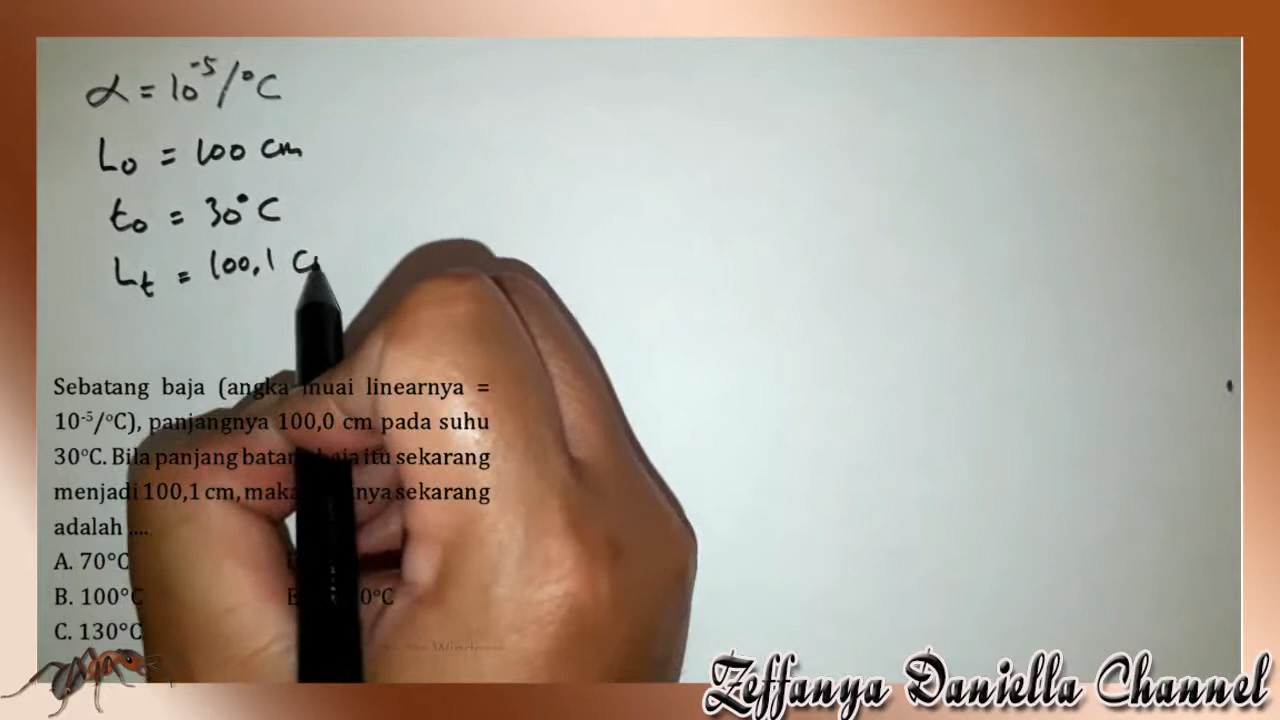 α = 10⁻⁵/°C
L₀ = 100 cm
t₀ = 30°C
Lt = 100,1 C
Sebatang baja (angka muai linearnya =
10⁻⁵/°C), panjangnya 100,0 cm pada suhu
30°C. Bila panjang batang baja itu sekarang
menjadi 100,1 cm, maka sekarang
adalah ....
A. 70°C
B. 100°C
C. 130°C
Zeffanya Daniella Channel